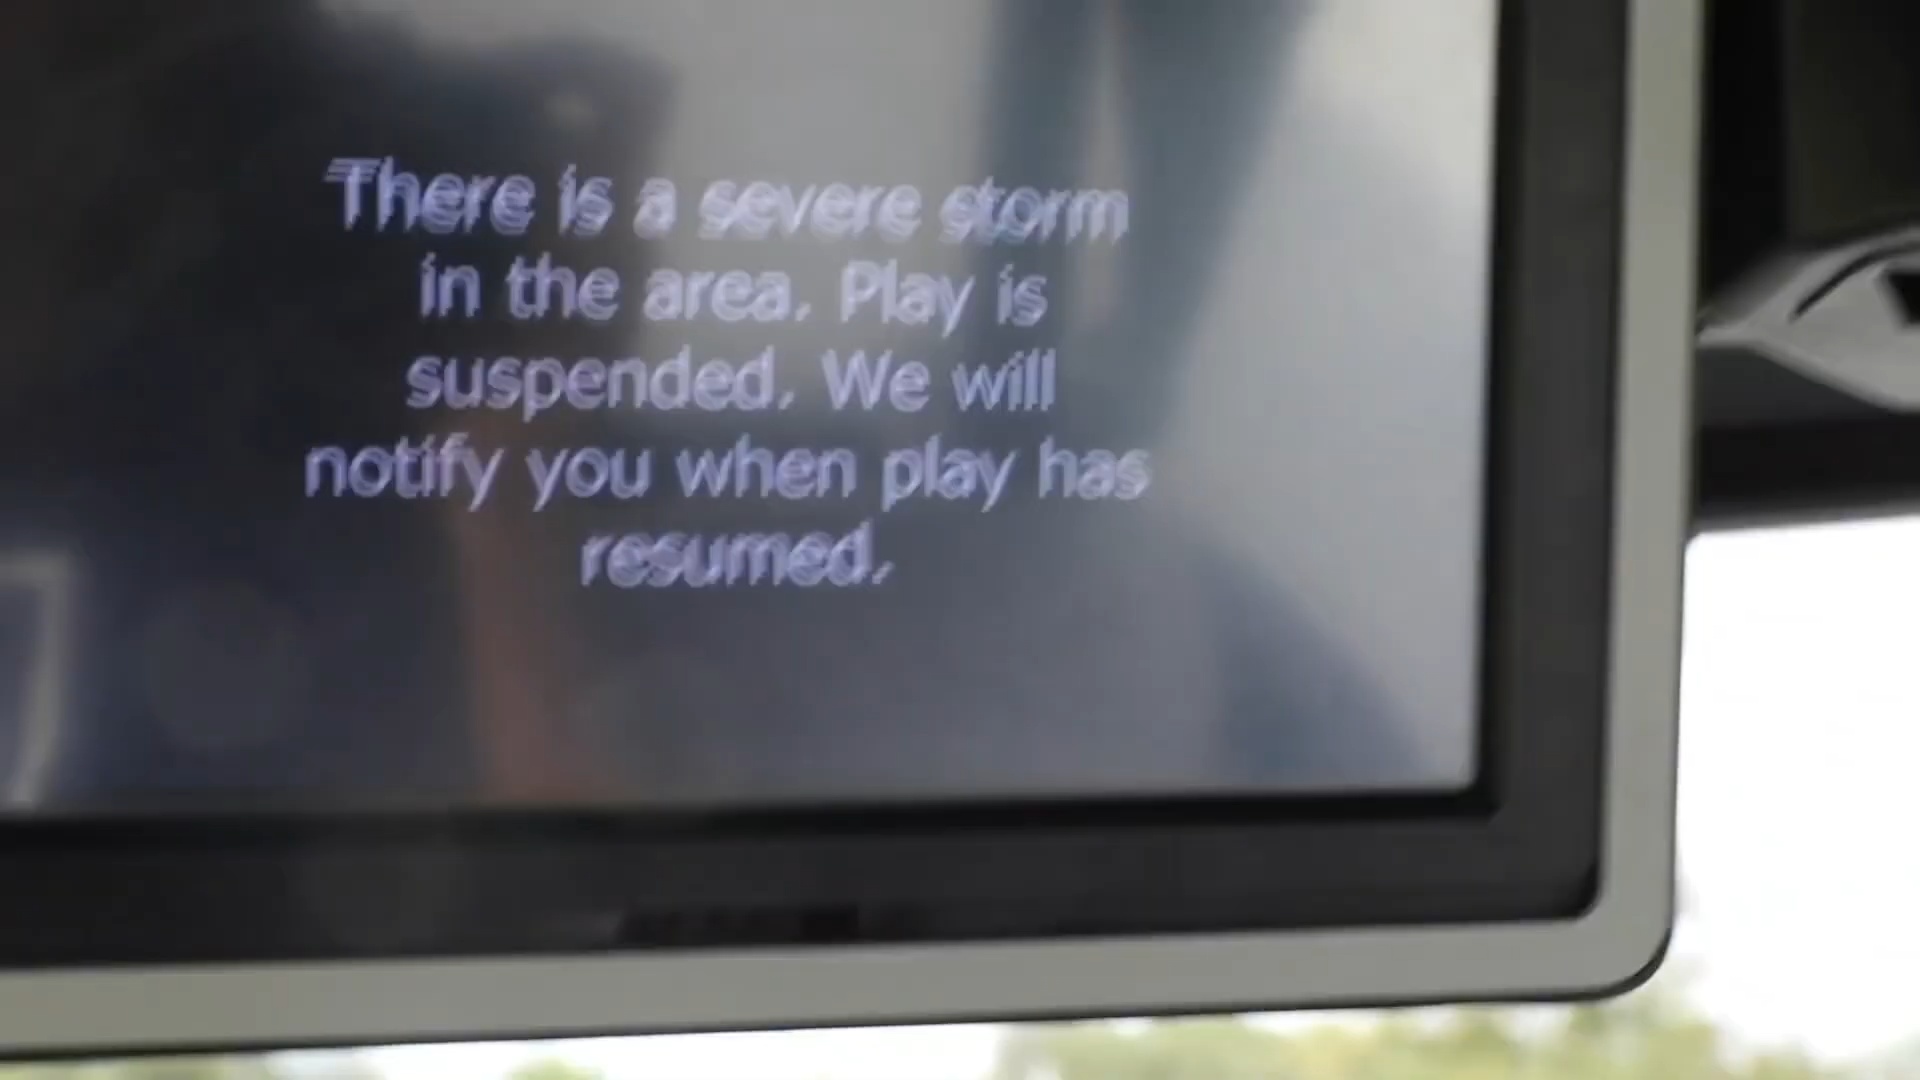 There is a severe storm
in the area. Play is
suspended. We will
notify you when play has
resumed.